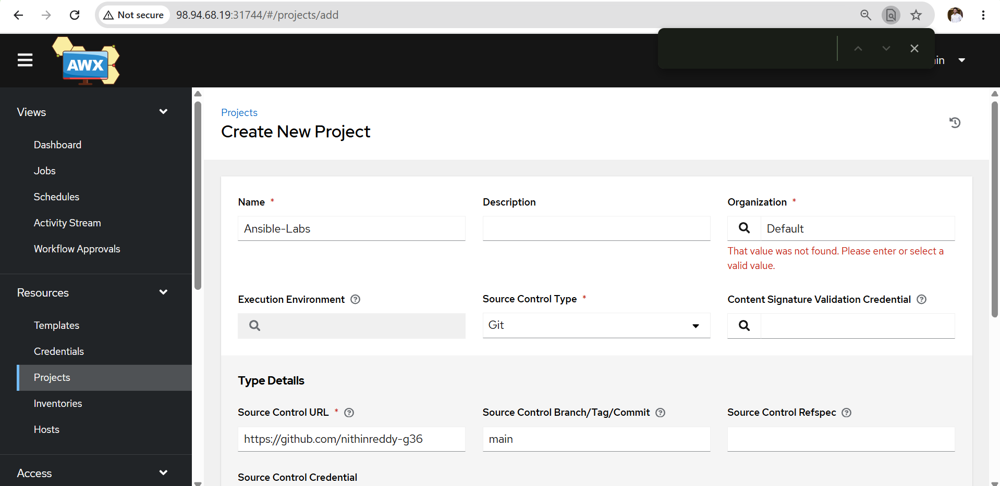 Not secure
98.94.68.19:31744/#/projects/add
AWX
in
Views
Dashboard
Jobs
Schedules
Activity Stream
Workflow Approvals
Resources
Templates
Credentials
Projects
Inventories
Hosts
Access
Projects
Create New Project
Name *
Description
Organization *
Ansible-Labs
Default
That value was not found. Please enter or select a
valid value.
Execution Environment
Source Control Type *
Content Signature Validation Credential
Git
Type Details
Source Control URL *
Source Control Branch/Tag/Commit
Source Control Refspec
https://github.com/nithinreddy-g36
main
Source Control Credential